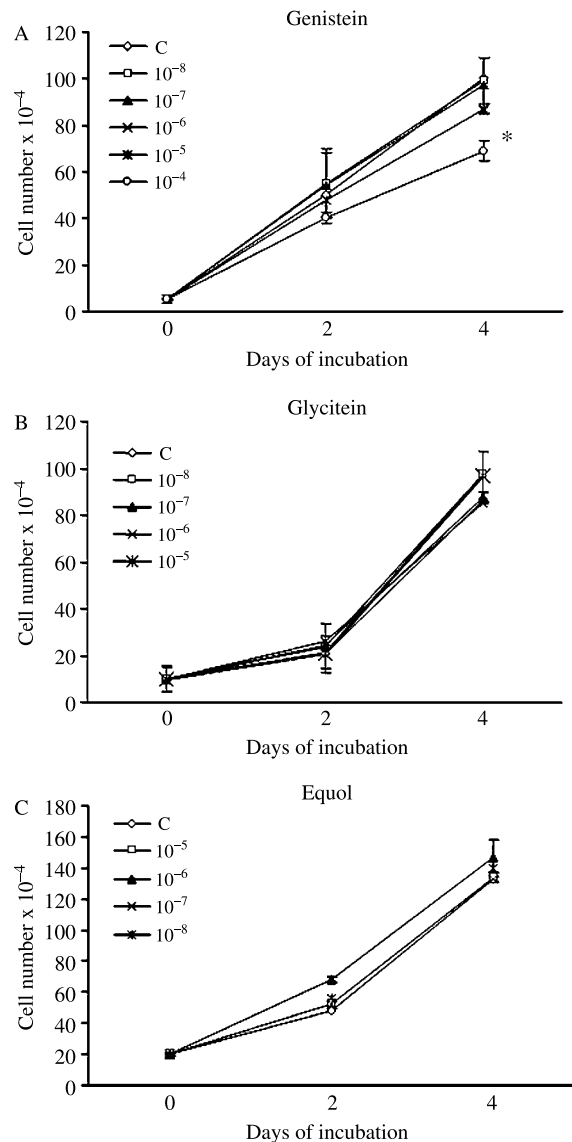 A
Genistein
120
100
80
60
40
20
0
Cell number x 10⁻⁴
C
10⁻⁸
10⁻⁷
10⁻⁶
10⁻⁵
10⁻⁴
*
0 2 4
Days of incubation
B
Glycitein
120
100
80
60
40
20
0
Cell number x 10⁻⁴
C
10⁻⁸
10⁻⁷
10⁻⁶
10⁻⁵
0 2 4
Days of incubation
C
Equol
180
160
140
120
100
80
60
40
20
0
Cell number x 10⁻⁴
C
10⁻⁵
10⁻⁶
10⁻⁷
10⁻⁸
0 2 4
Days of incubation